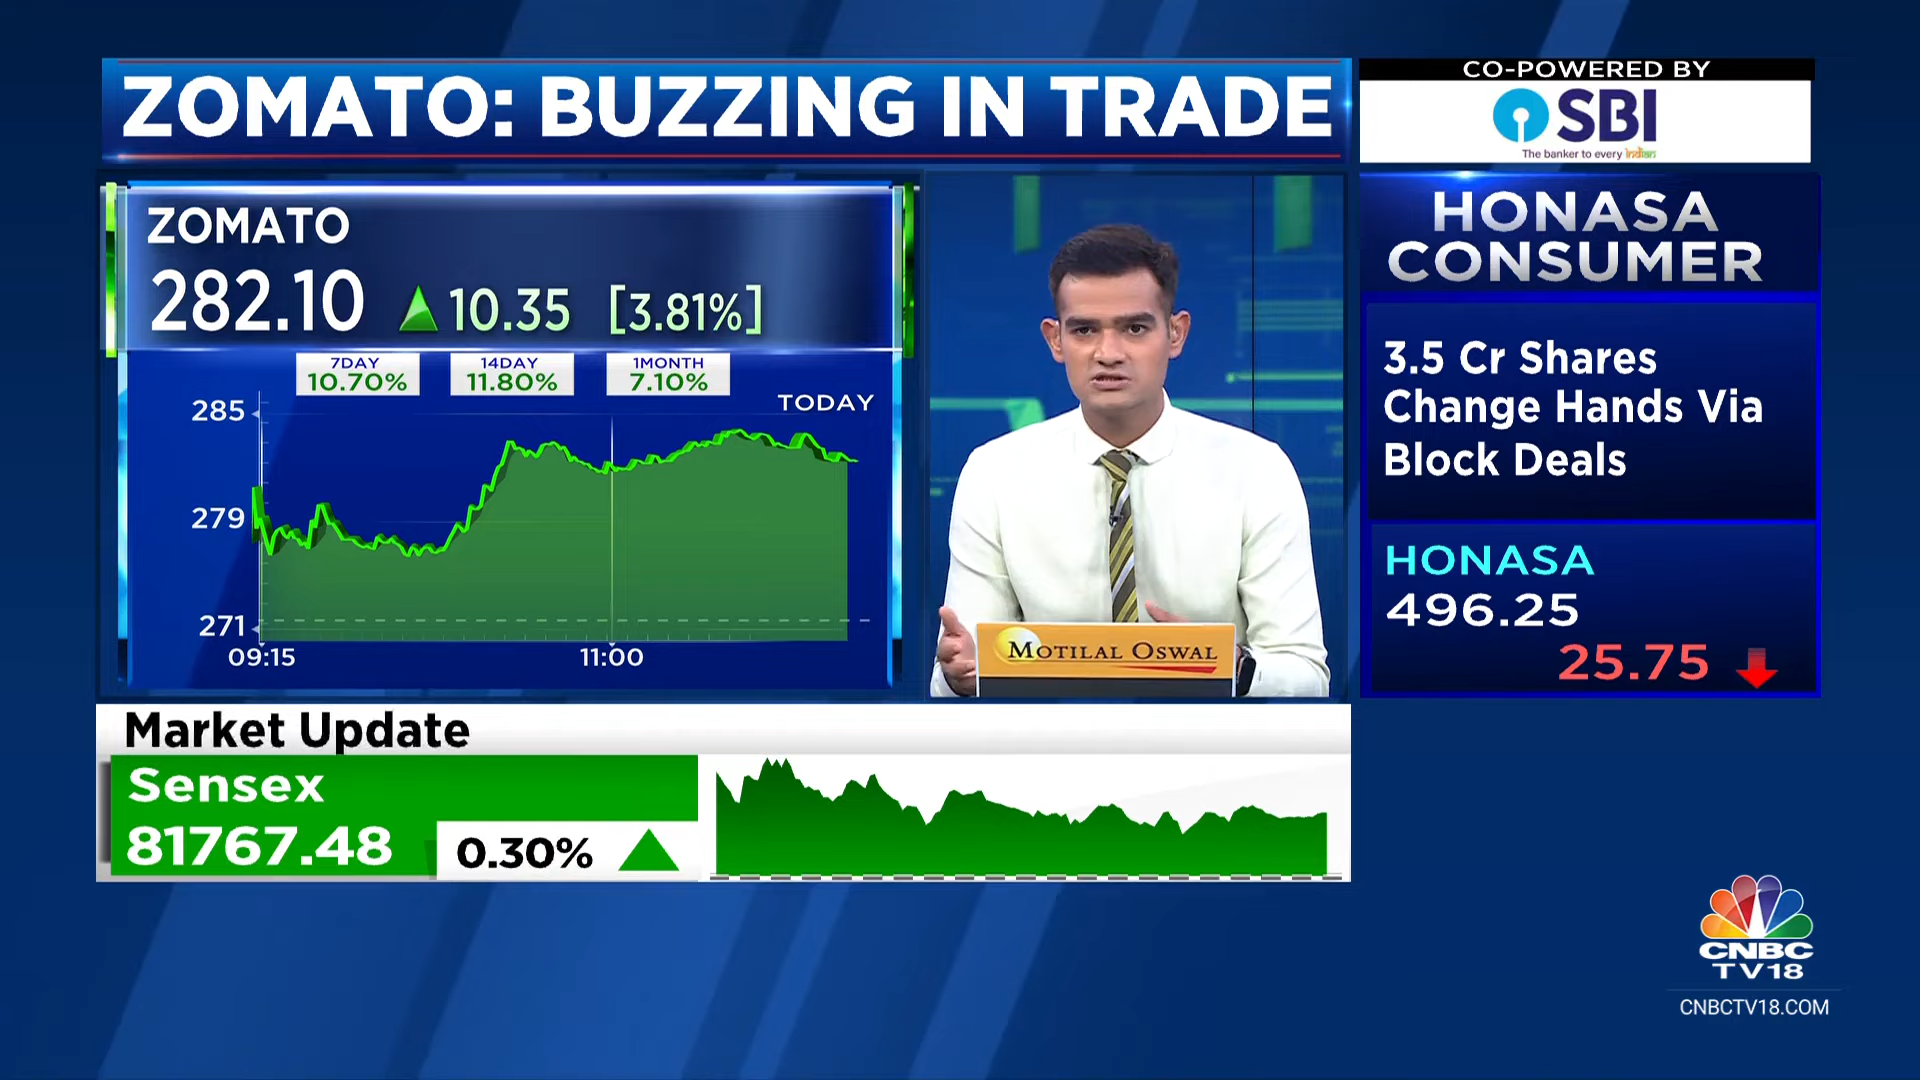 ZOMATO: BUZZING IN TRADE
CO-POWERED BY
SBI
The banker to every indian
ZOMATO
282.10 ▲ 10.35 [3.81%]
7DAY
10.70%
14DAY
11.80%
1MONTH
7.10%
TODAY
285
279
271
09:15
11:00
MOTILAL OSWAL
HONASA
CONSUMER
3.5 Cr Shares
Change Hands Via
Block Deals
HONASA
496.25
25.75
Market Update
Sensex
81767.48
0.30%
CNBC
TV18
CNBCTV18.COM